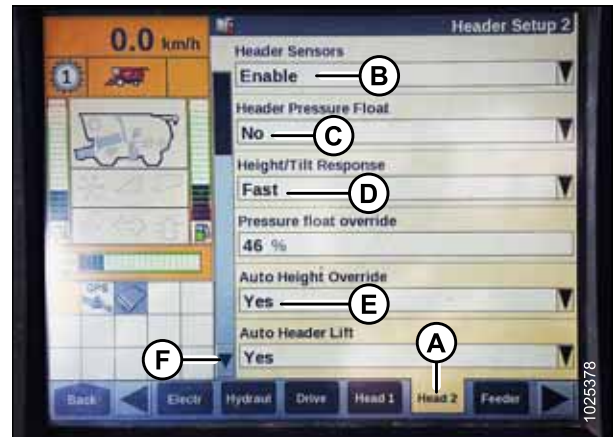 0.0 km/h
Header Setup 2
1
Header Sensors
Enable
B
Header Pressure Float
No
C
Height/Tilt Response
Fast
D
Pressure float override
46 %
Auto Height Override
Yes
E
GPS
Auto Header Lift
Yes
F
A
Back
Electr
Hydraul
Drive
Head 1
Head 2
Feeder
1025378